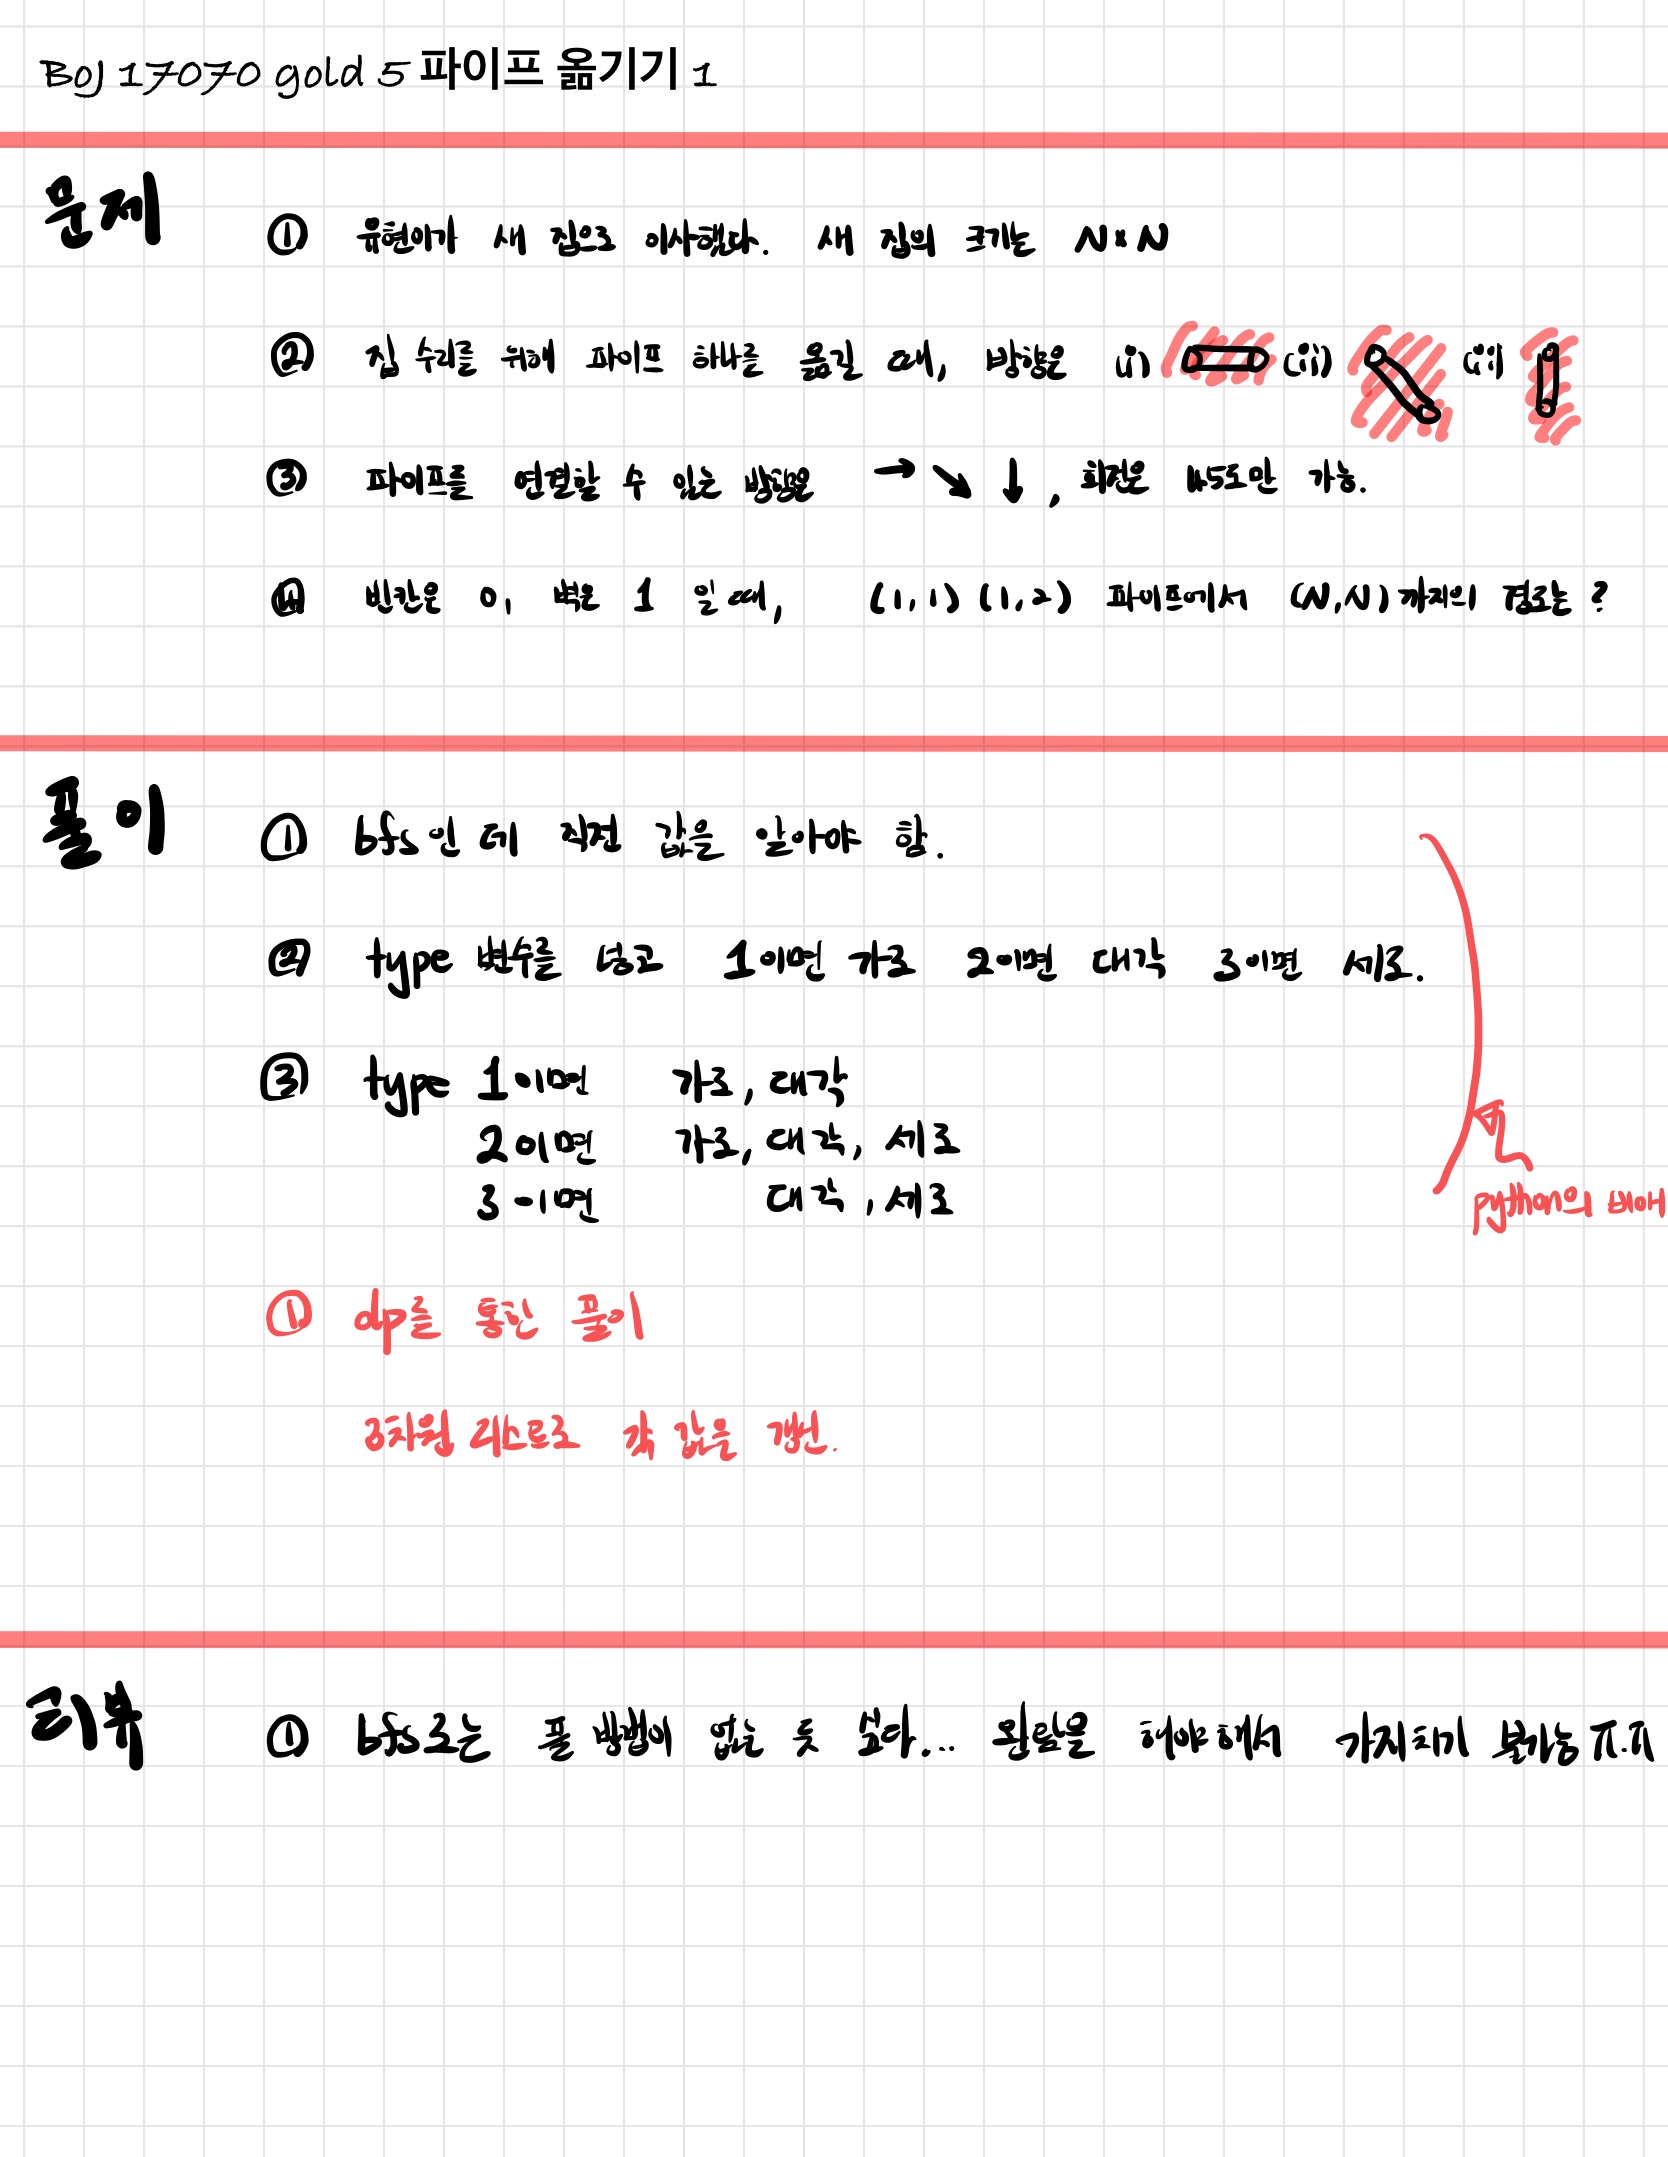 BOJ 17070 gold 5 파이프 옮기기 1
문제
① 유현이가 새 집으로 이사했다. 새 집의 크기는 N×N
② 집 수리를 위해 파이프 하나를 옮길 때, 방향은 (i) (ii) (iii)
③ 파이프를 연결할 수 있는 방향은 → ↘ ↓, 회전은 45도만 가능.
④ 빈칸은 0, 벽은 1 일 때, (1,1) (1,2) 파이프에서 (N,N)까지의 경로는?
풀이
① bfs인데 직전 값을 알아야 함.
② type 변수를 넣고 1이면 가로 2이면 대각 3이면 세로.
③ type 1이면 가로, 대각
2이면 가로, 대각, 세로
3이면 대각, 세로
python의 비애
① dp를 통한 풀이
3차원 리스트로 각 값을 갱신.
리뷰
① bfs로는 풀 방법이 없는 듯 싶다... 완탐을 해야해서 가지치기 불가능 ㅠ.ㅠ